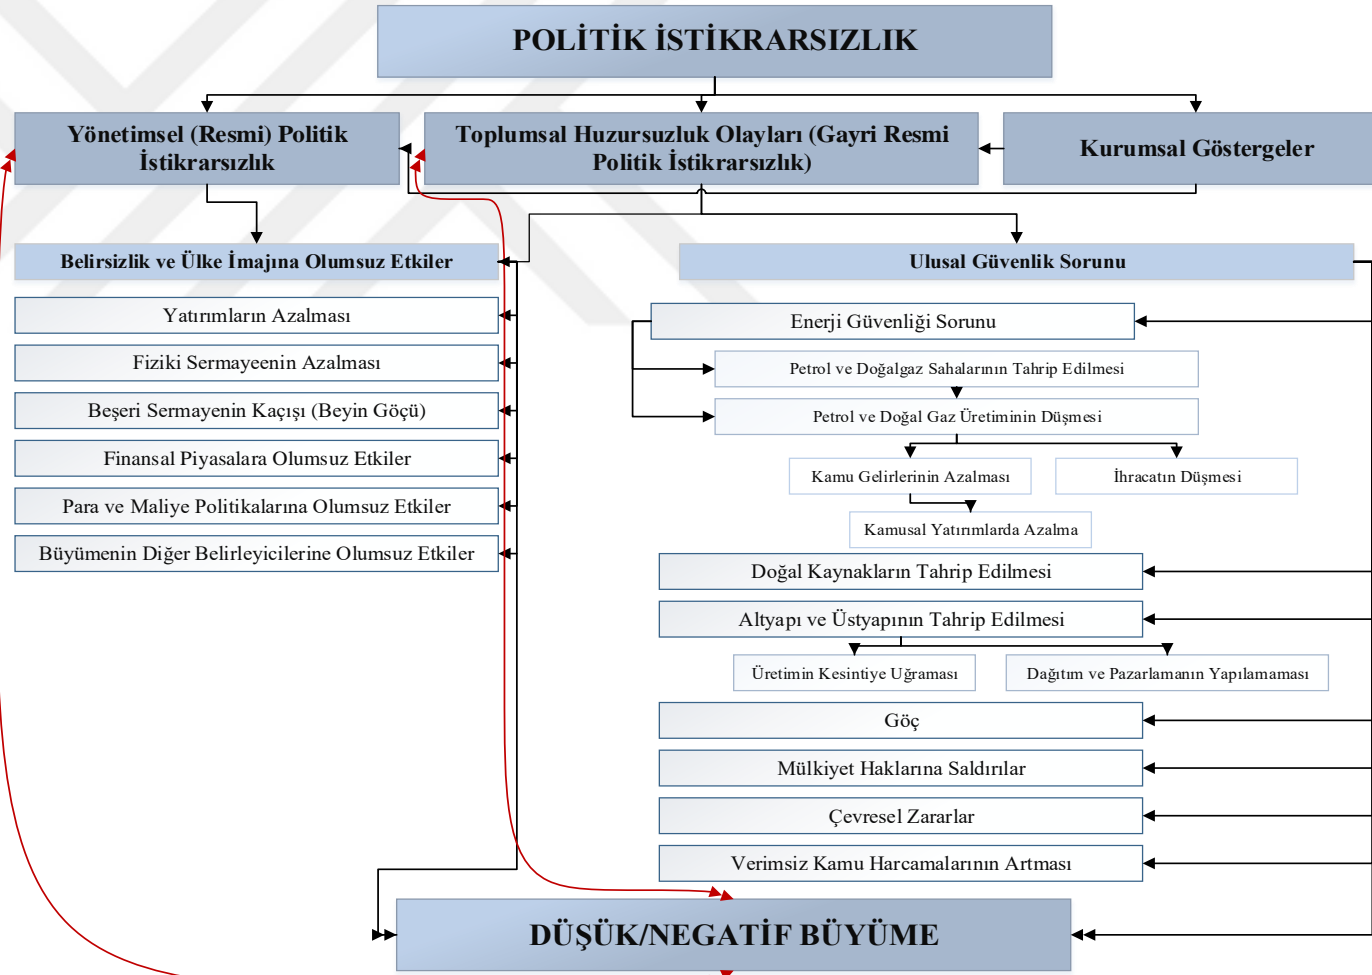 POLİTİK İSTİKRARSIZLIK
Yönetimsel (Resmi) Politik
İstikrarsızlık
Toplumsal Huzursuzluk Olayları (Gayri Resmi
Politik İstikrarsızlık)
Kurumsal Göstergeler
Belirsizlik ve Ülke İmajına Olumsuz Etkiler
Yatırımların Azalması
Fiziki Sermayeenin Azalması
Beşeri Sermayenin Kaçışı (Beyin Göçü)
Finansal Piyasalara Olumsuz Etkiler
Para ve Maliye Politikalarına Olumsuz Etkiler
Büyümenin Diğer Belirleyicilerine Olumsuz Etkiler
Ulusal Güvenlik Sorunu
Enerji Güvenliği Sorunu
Petrol ve Doğalgaz Sahalarının Tahrip Edilmesi
Petrol ve Doğal Gaz Üretiminin Düşmesi
Kamu Gelirlerinin Azalması
İhracatın Düşmesi
Kamusal Yatırımlarda Azalma
Doğal Kaynakların Tahrip Edilmesi
Altyapı ve Üstyapının Tahrip Edilmesi
Üretimin Kesintiye Uğraması
Dağıtım ve Pazarlamanın Yapılamaması
Göç
Mülkiyet Haklarına Saldırılar
Çevresel Zararlar
Verimsiz Kamu Harcamalarının Artması
DÜŞÜK/NEGATİF BÜYÜME